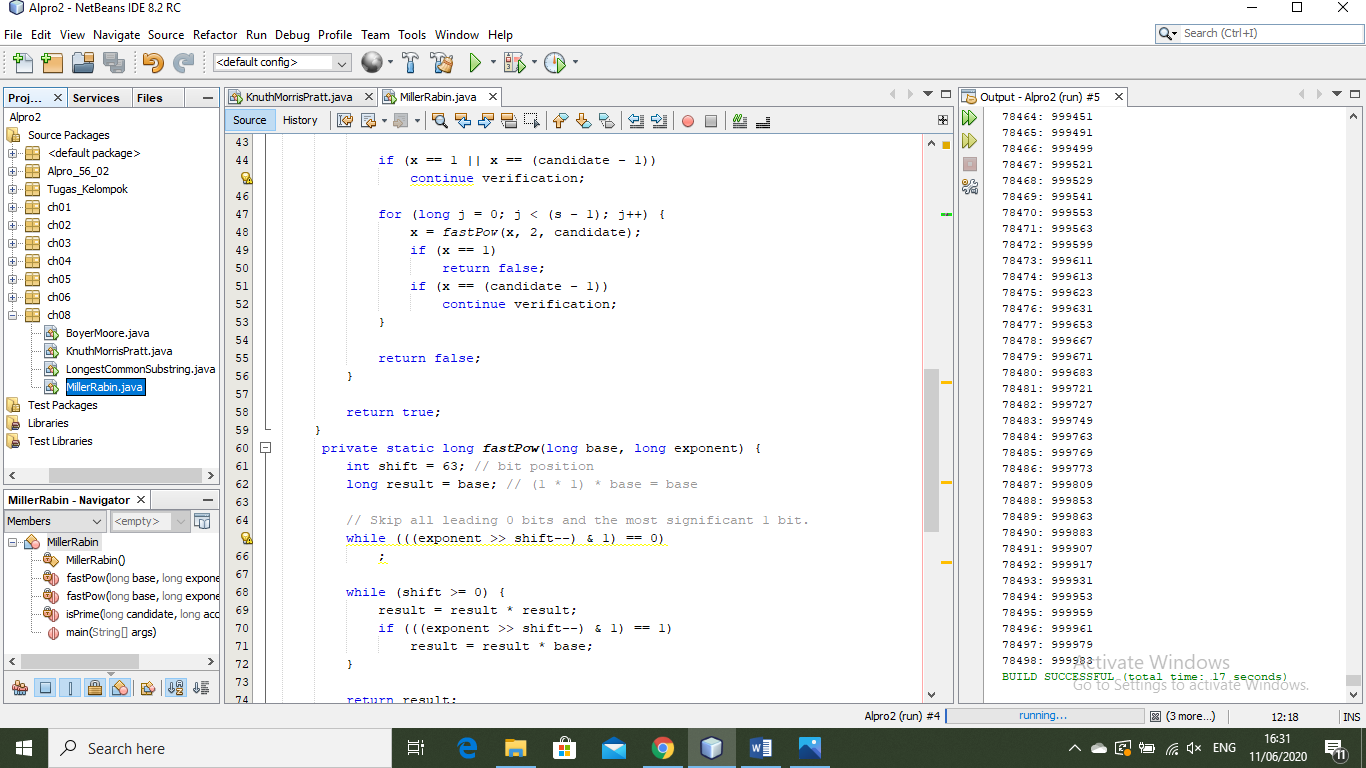 Alpro2 - NetBeans IDE 8.2 RC
File Edit View Navigate Source Refactor Run Debug Profile Team Tools Window Help
Search (Ctrl+I)
<default config>
Proj... Services Files
Alpro2
Source Packages
<default package>
Alpro_56_02
Tugas_Kelompok
ch01
ch02
ch03
ch04
ch05
ch06
ch08
BoyerMoore.java
KnuthMorrisPratt.java
LongestCommonSubstring.java
MillerRabin.java
Test Packages
Libraries
Test Libraries
MillerRabin - Navigator
Members <empty>
MillerRabin
MillerRabin()
fastPow(long base, long expone
fastPow(long base, long expone
isPrime(long candidate, long acc
main(String[] args)
KnuthMorrisPratt.java MillerRabin.java
Source History
43
44 if (x == 1 || x == (candidate - 1))
continue verification;
46
47 for (long j = 0; j < (s - 1); j++) {
48 x = fastPow(x, 2, candidate);
49 if (x == 1)
50 return false;
51 if (x == (candidate - 1))
52 continue verification;
53 }
54
55 return false;
56 }
57
58 return true;
59 }
60 private static long fastPow(long base, long exponent) {
61 int shift = 63; // bit position
62 long result = base; // (1 * 1) * base = base
63
64 // Skip all leading 0 bits and the most significant 1 bit.
while (((exponent >> shift--) & 1) == 0)
66 ;
67
68 while (shift >= 0) {
69 result = result * result;
70 if (((exponent >> shift--) & 1) == 1)
71 result = result * base;
72 }
73
74 return result;
Output - Alpro2 (run) #5
78464: 999451
78465: 999491
78466: 999499
78467: 999521
78468: 999529
78469: 999541
78470: 999553
78471: 999563
78472: 999599
78473: 999611
78474: 999613
78475: 999623
78476: 999631
78477: 999653
78478: 999667
78479: 999671
78480: 999683
78481: 999721
78482: 999727
78483: 999749
78484: 999763
78485: 999769
78486: 999773
78487: 999809
78488: 999853
78489: 999863
78490: 999883
78491: 999907
78492: 999917
78493: 999931
78494: 999953
78495: 999959
78496: 999961
78497: 999979
78498: 999983
BUILD SUCCESSFUL (total time: 17 seconds)
Activate Windows
Go to Settings to activate Windows.
Alpro2 (run) #4 running... (3 more...) 12:18 INS
Search here
ENG
16:31
11/06/2020
11